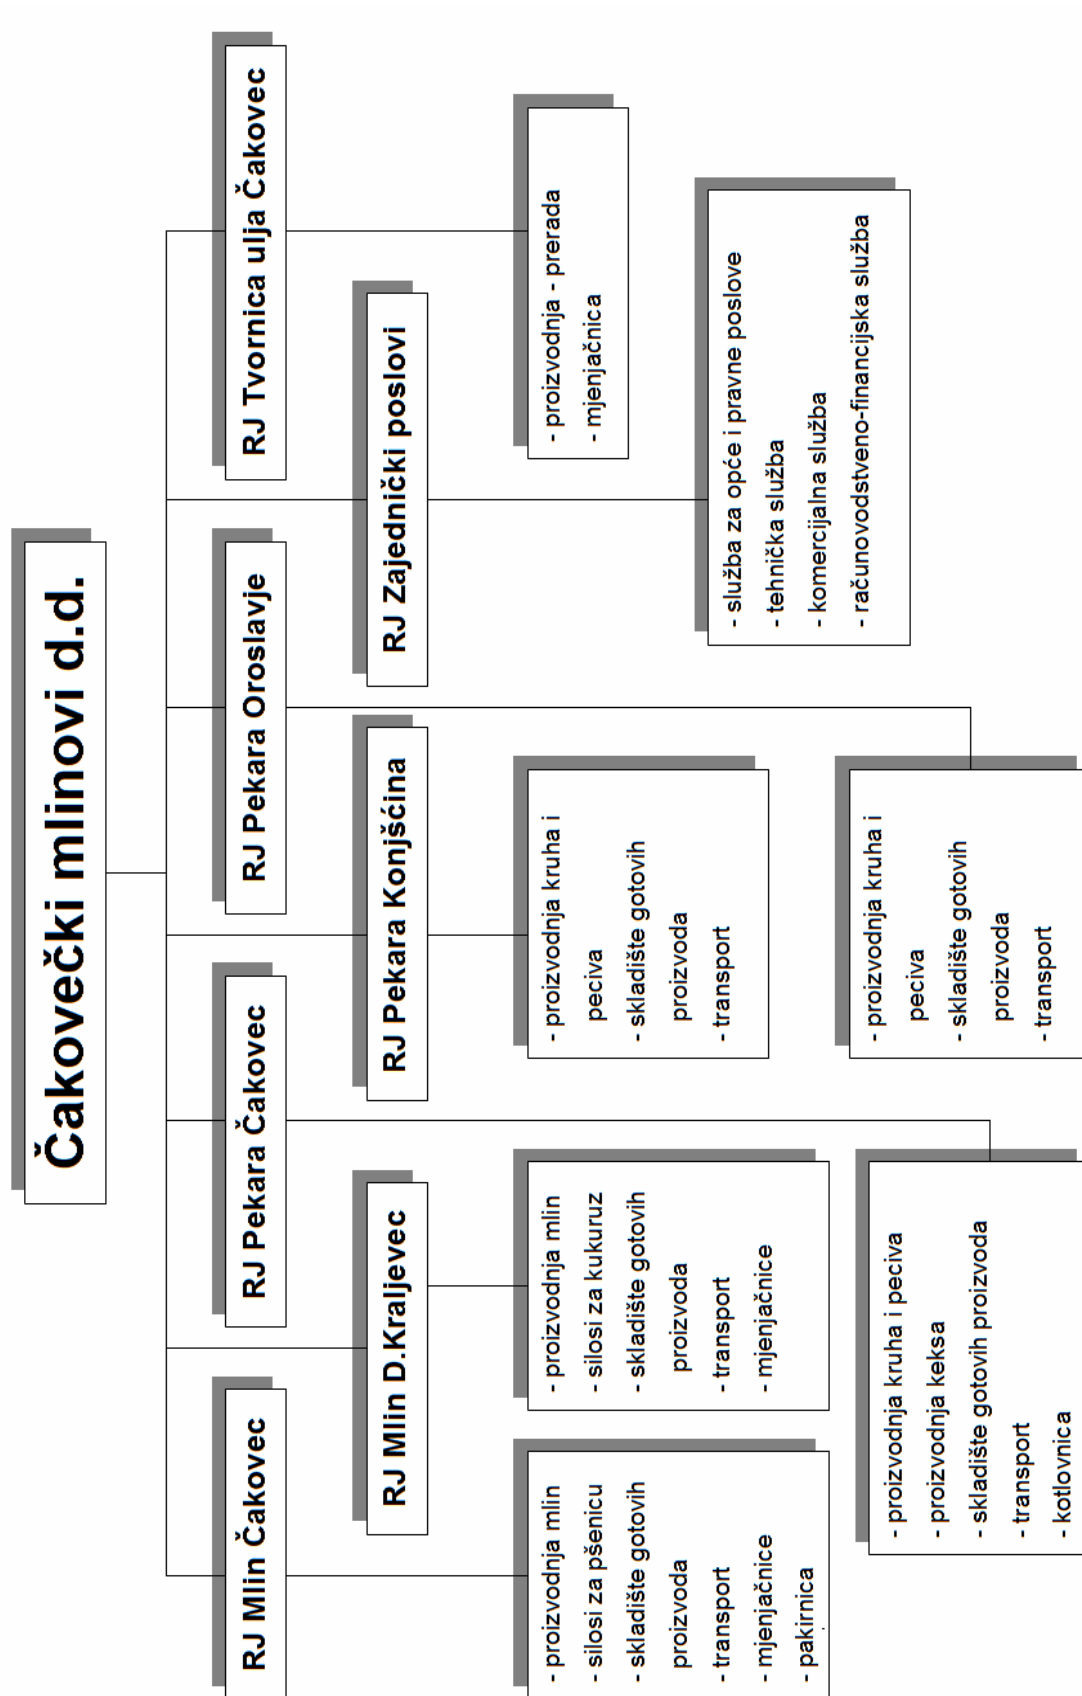 Čakovečki mlinovi d.d.
RJ Mlin Čakovec
RJ Pekara Čakovec
RJ Pekara Oroslavje
RJ Tvornica ulja Čakovec
RJ Mlin D.Kraljevec
RJ Pekara Konjšćina
RJ Zajednički poslovi
- proizvodnja mlin
- silosi za pšenicu
- skladište gotovih
proizvoda
- transport
- mjenjačnice
- pakirnica
- proizvodnja mlin
- silosi za kukuruz
- skladište gotovih
proizvoda
- transport
- mjenjačnice
- proizvodnja kruha i
peciva
- skladište gotovih
proizvoda
- transport
- proizvodnja - prerada
- mjenjačnica
- služba za opće i pravne poslove
- tehnička služba
- komercijalna služba
- računovodstveno-financijska služba
- proizvodnja kruha i peciva
- proizvodnja keksa
- skladište gotovih proizvoda
- transport
- kotlovnica
- proizvodnja kruha i
peciva
- skladište gotovih
proizvoda
- transport